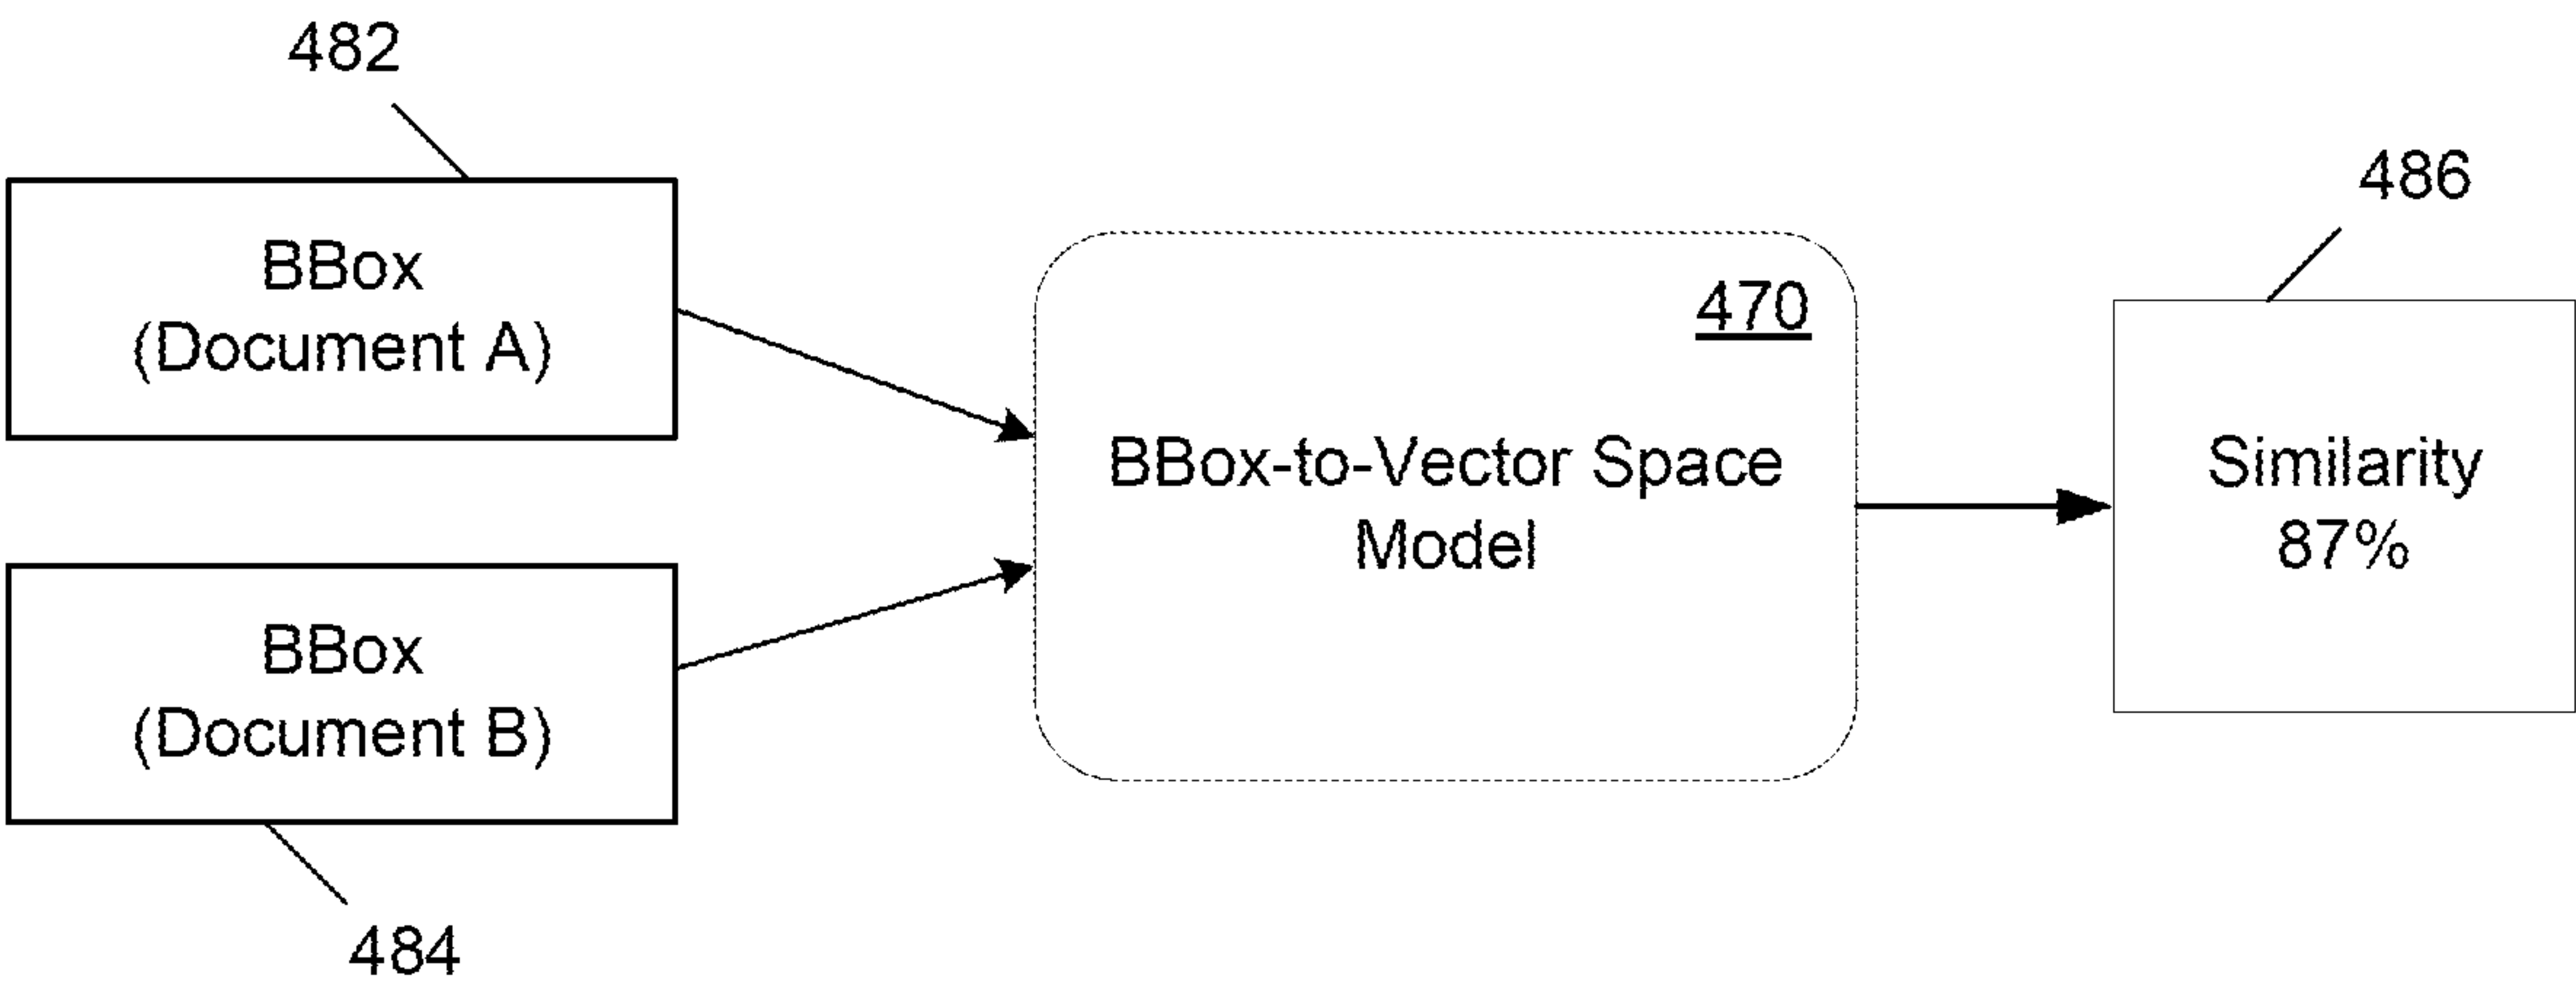 482
BBox
(Document A)
BBox
(Document B)
484
470
BBox-to-Vector Space
Model
486
Similarity
87%